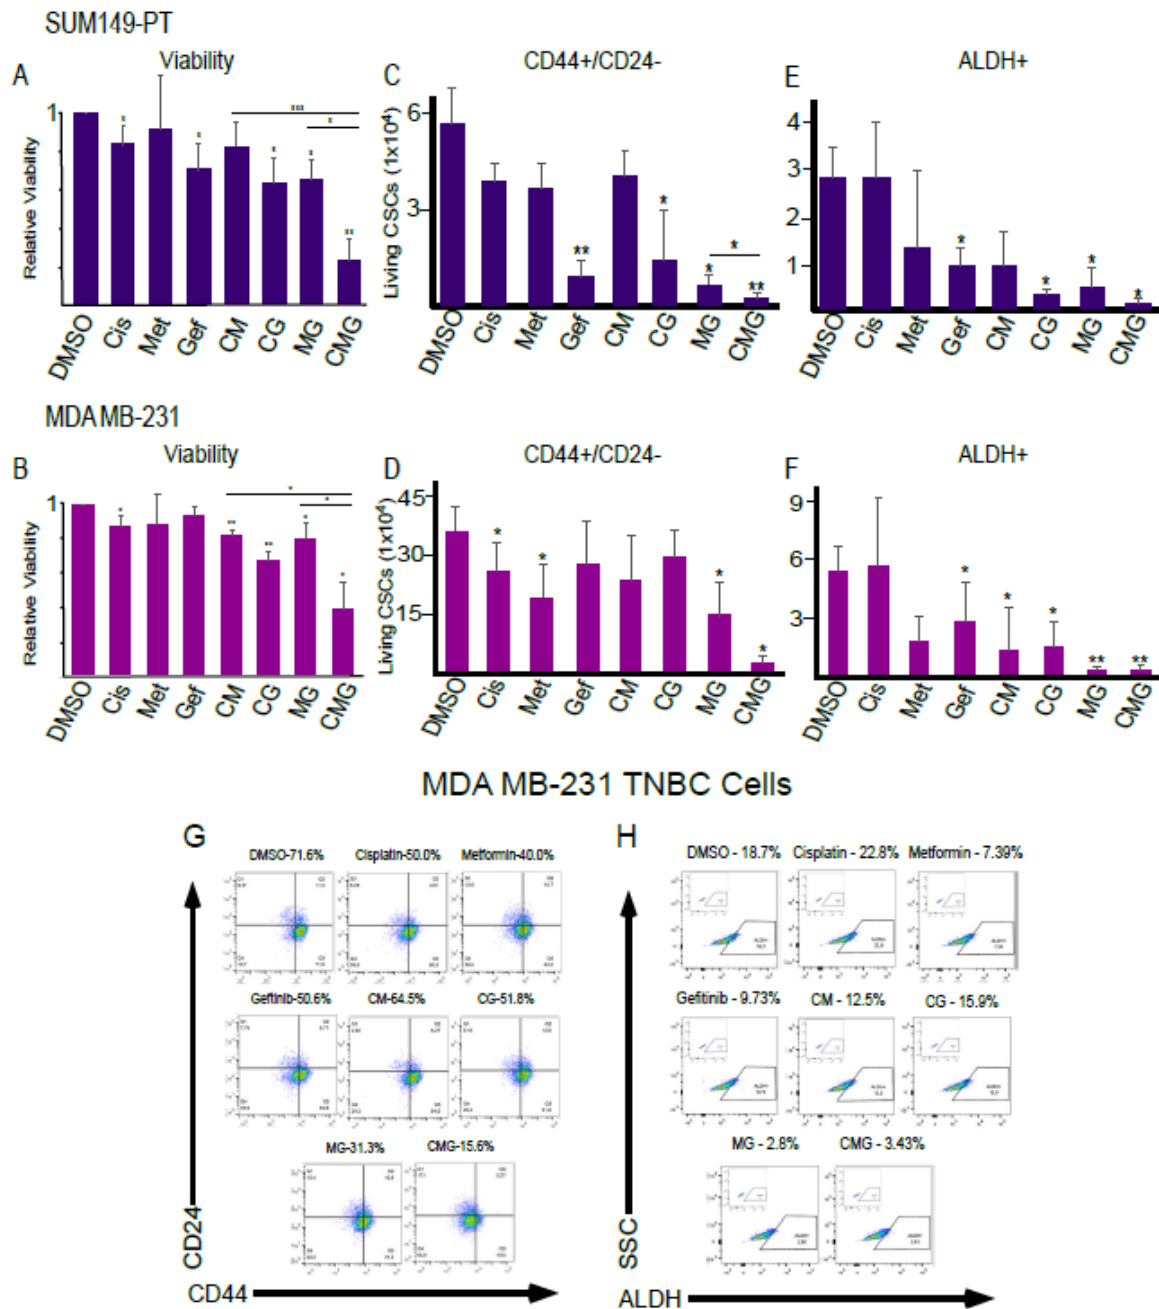 SUM149-PT
A
Viability
Relative Viability
1
DMSO
Cis
Met
Gef
CM
CG
MG
CMG
C
CD44+/CD24-
Living CSCs (1x10⁴)
6
3
DMSO
Cis
Met
Gef
CM
CG
MG
CMG
E
ALDH+
4
3
2
1
DMSO
Cis
Met
Gef
CM
CG
MG
CMG
MDA MB-231
B
Viability
Relative Viability
1
DMSO
Cis
Met
Gef
CM
CG
MG
CMG
D
CD44+/CD24-
Living CSCs (1x10⁴)
45
30
15
DMSO
Cis
Met
Gef
CM
CG
MG
CMG
F
ALDH+
9
6
3
DMSO
Cis
Met
Gef
CM
CG
MG
CMG
MDA MB-231 TNBC Cells
G
DMSO-71.6%
Cisplatin-50.0%
Metformin-40.0%
Gefitinib-50.6%
CM-64.5%
CG-51.8%
MG-31.3%
CMG-15.6%
CD24
CD44
H
DMSO - 18.7%
Cisplatin - 22.8%
Metformin - 7.39%
Gefitinib - 9.73%
CM - 12.5%
CG - 15.9%
MG - 2.8%
CMG - 3.43%
SSC
ALDH